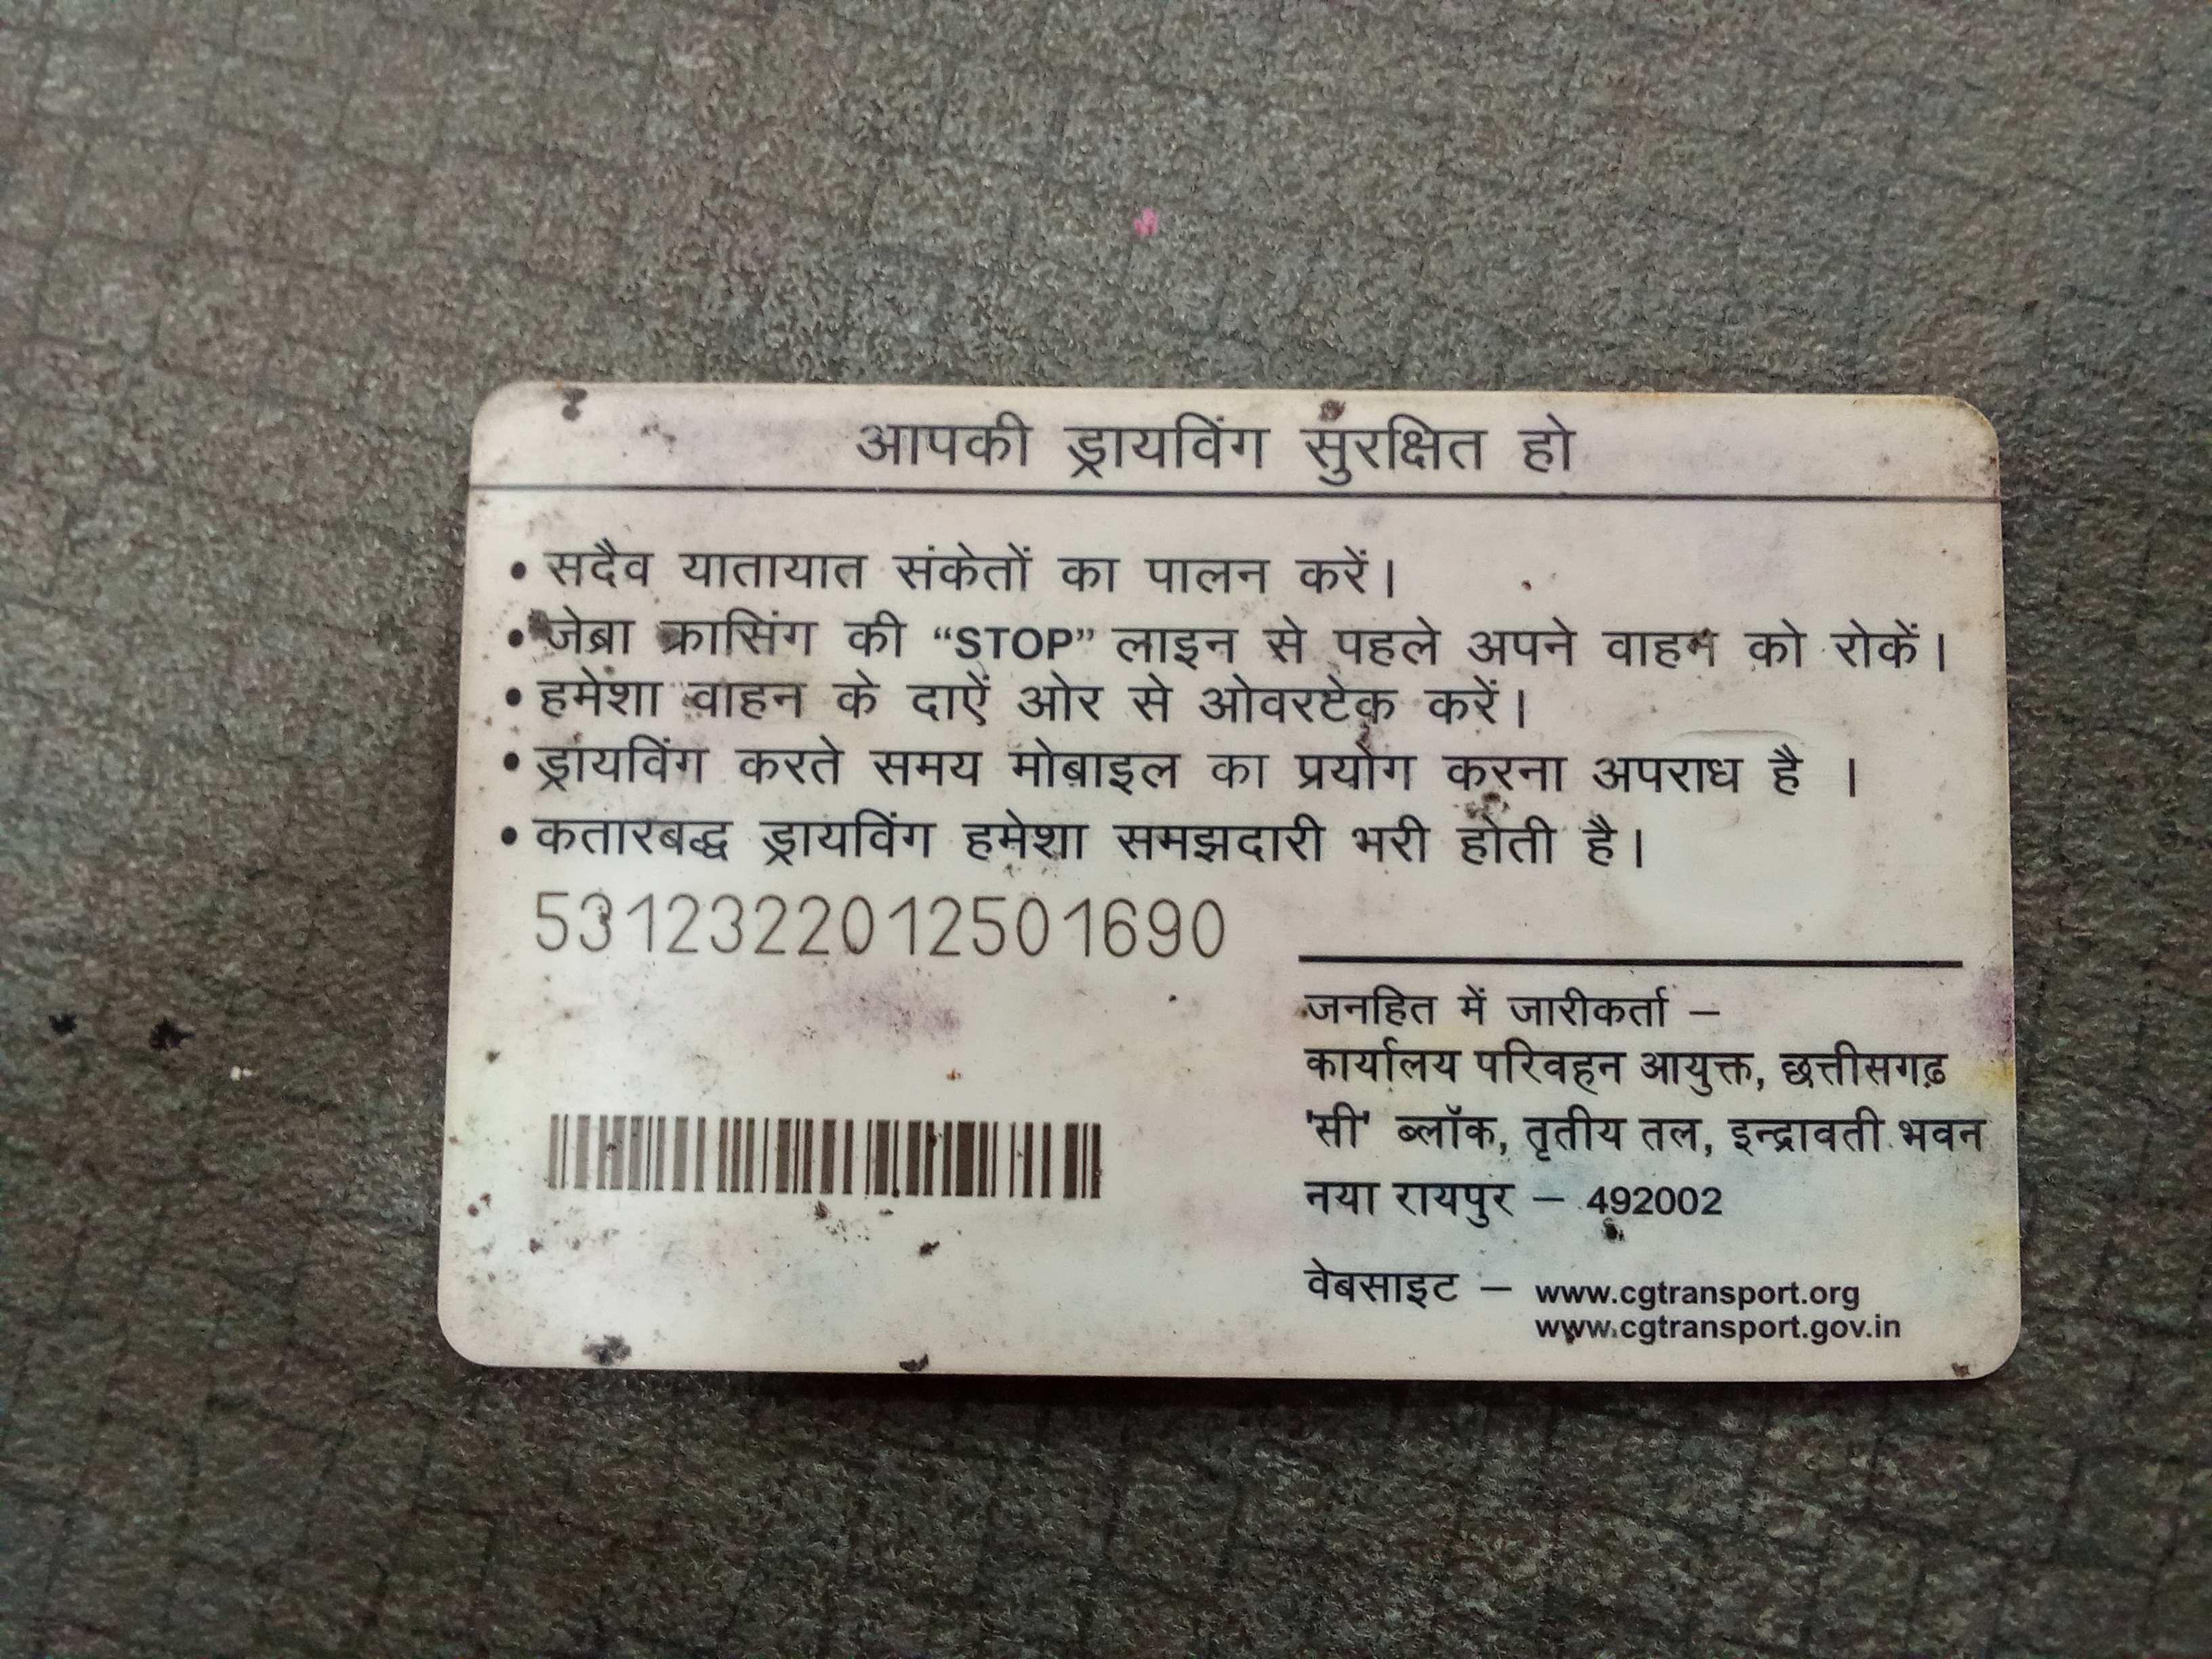 आपकी ड्रायविंग सुरक्षित हो
• सदैव यातायात संकेतों का पालन करें।
• जेब्रा क्रासिंग की “STOP” लाइन से पहले अपने वाहन को रोकें।
• हमेशा वाहन के दाऐं ओर से ओवरटेक करें।
• ड्रायविंग करते समय मोबाइल का प्रयोग करना अपराध है ।
• कतारबद्ध ड्रायविंग हमेशा समझदारी भरी होती है।
5312322012501690
जनहित में जारीकर्ता –
कार्यालय परिवहन आयुक्त, छत्तीसगढ़
'सी' ब्लॉक, तृतीय तल, इन्द्रावती भवन
नया रायपुर – 492002
वेबसाइट – www.cgtransport.org
www.cgtransport.gov.in